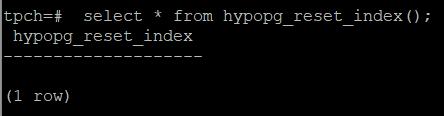 tpch=#  select * from hypopg_reset_index();
 hypopg_reset_index
--------------------
(1 row)